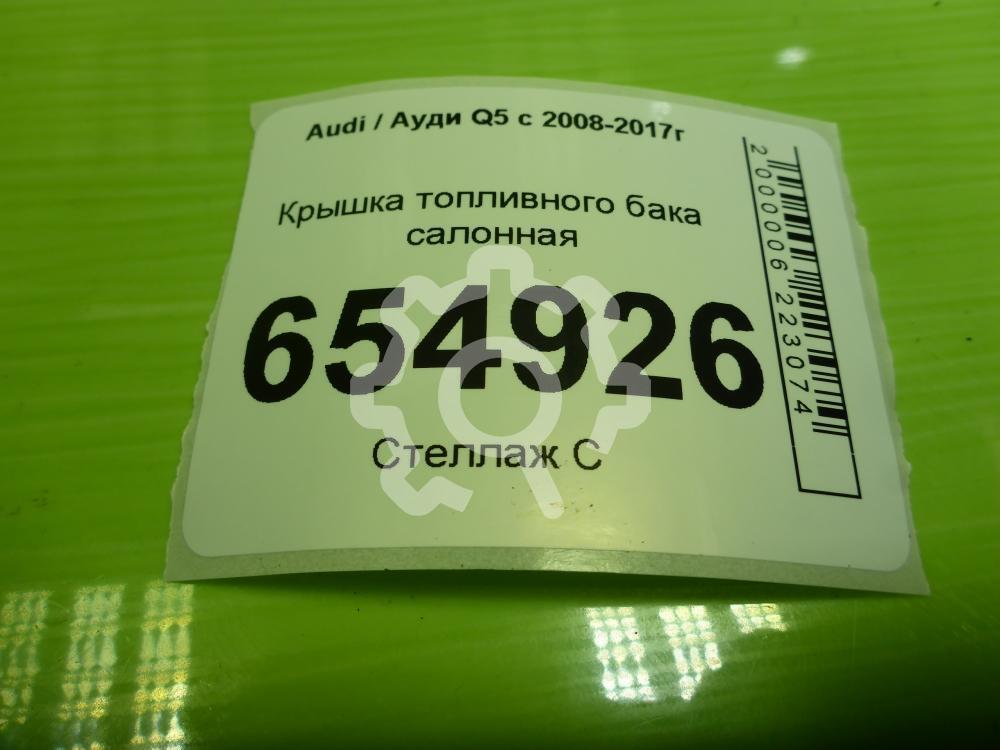 Audi / Ауди Q5 с 2008-2017г
Крышка топливного бака
салонная
654926
Стеллаж С
2000006223074